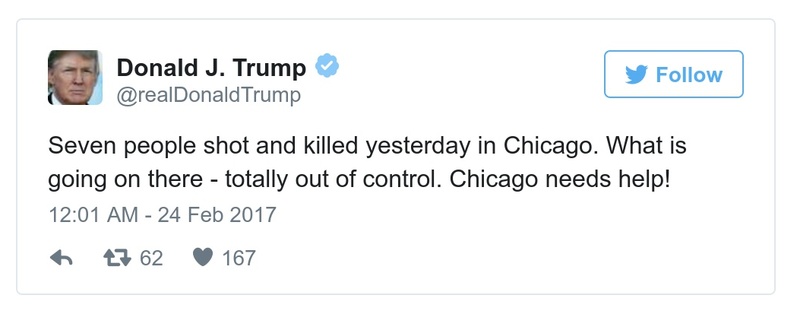 Donald J. Trump
@realDonaldTrump
Follow
Seven people shot and killed yesterday in Chicago. What is
going on there - totally out of control. Chicago needs help!
12:01 AM - 24 Feb 2017
62 167